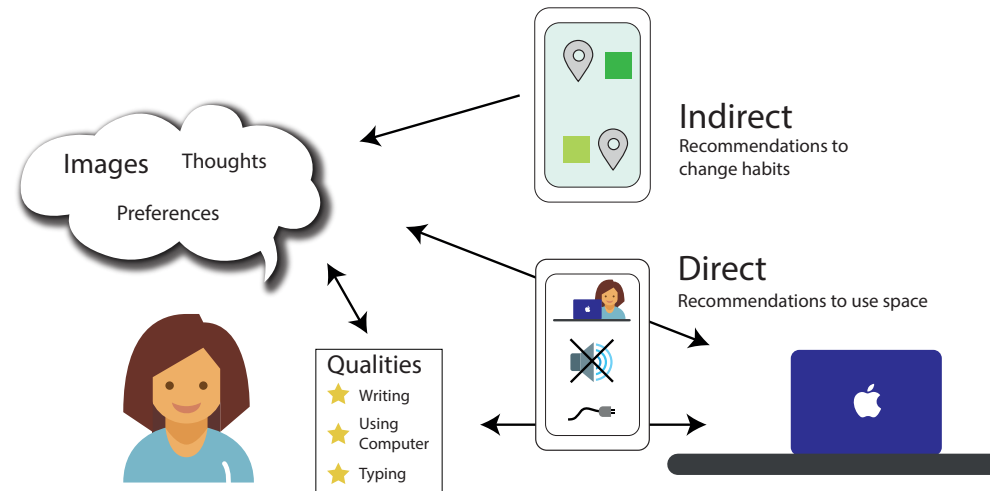 Images
Thoughts
Preferences
Indirect
Recommendations to
change habits
Direct
Recommendations to use space
Qualities
Writing
Using
Computer
Typing